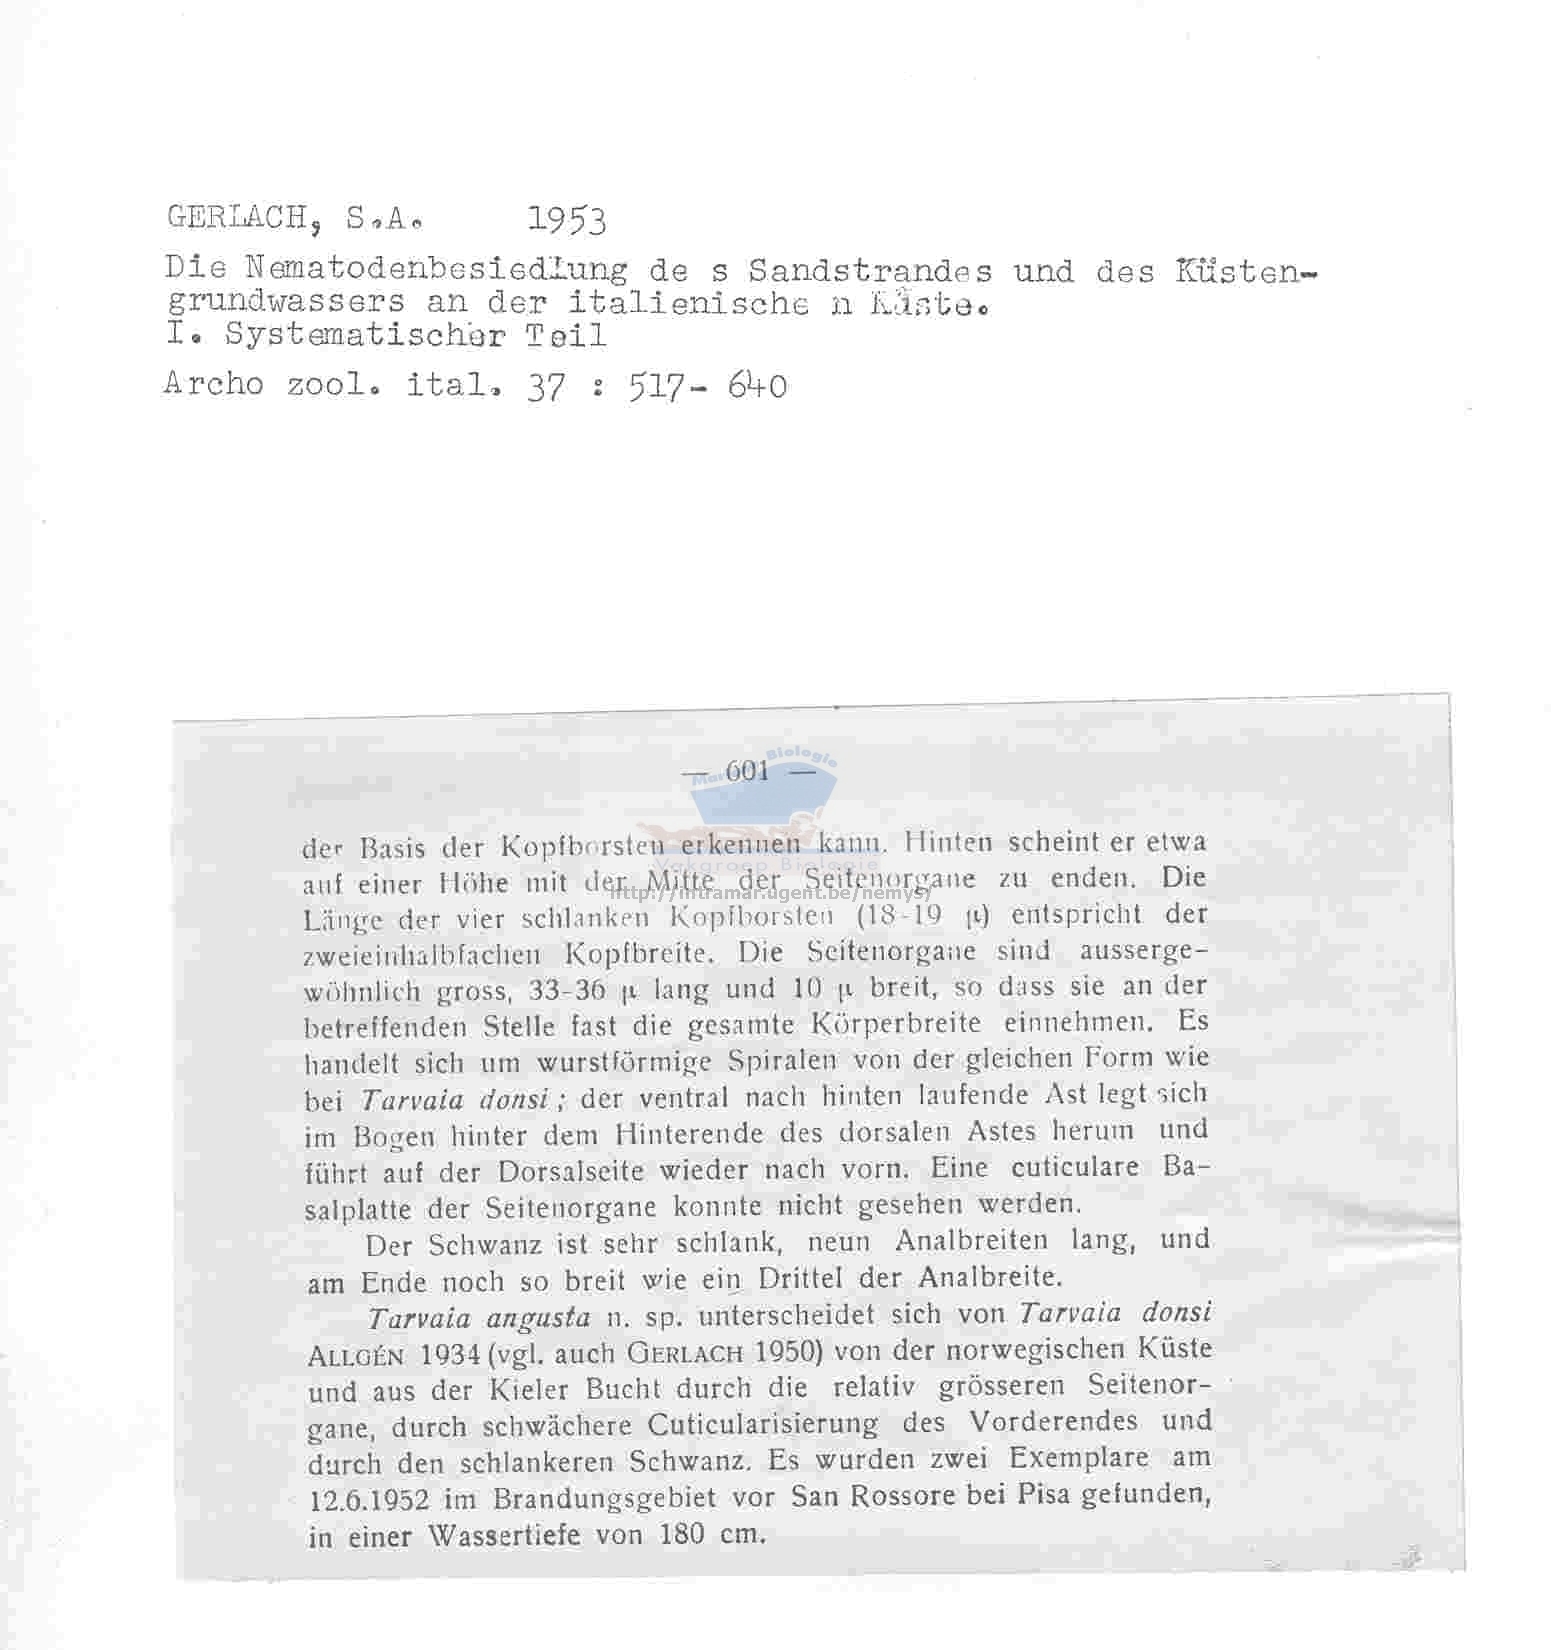 GERLACH, S.A. 1953
Die Nematodenbesiedlung de s Sandstrandes und des Küsten-
grundwassers an der italienische n Küste.
I. Systematischer Teil
Archo zool. ital. 37 : 517- 640
— 601 —
der Basis der Kopfborsten erkennen kann. Hinten scheint er etwa
auf einer Höhe mit der Mitte der Seitenorgane zu enden. Die
Länge der vier schlanken Kopfborsten (18-19 μ) entspricht der
zweieinhalbfachen Kopfbreite. Die Seitenorgane sind ausserge-
wöhnlich gross, 33-36 μ lang und 10 μ breit, so dass sie an der
betreffenden Stelle fast die gesamte Körperbreite einnehmen. Es
handelt sich um wurstförmige Spiralen von der gleichen Form wie
bei Tarvaia donsi ; der ventral nach hinten laufende Ast legt sich
im Bogen hinter dem Hinterende des dorsalen Astes herum und
führt auf der Dorsalseite wieder nach vorn. Eine cuticulare Ba-
salplatte der Seitenorgane konnte nicht gesehen werden.
Der Schwanz ist sehr schlank, neun Analbreiten lang, und
am Ende noch so breit wie ein Drittel der Analbreite.
Tarvaia angusta n. sp. unterscheidet sich von Tarvaia donsi
ALLGÉN 1934 (vgl. auch GERLACH 1950) von der norwegischen Küste
und aus der Kieler Bucht durch die relativ grösseren Seitenor-
gane, durch schwächere Cuticularisierung des Vorderendes und
durch den schlankeren Schwanz. Es wurden zwei Exemplare am
12.6.1952 im Brandungsgebiet vor San Rossore bei Pisa gefunden,
in einer Wassertiefe von 180 cm.
Vakgroep Biologie
http://intramar.ugent.be/nemys/